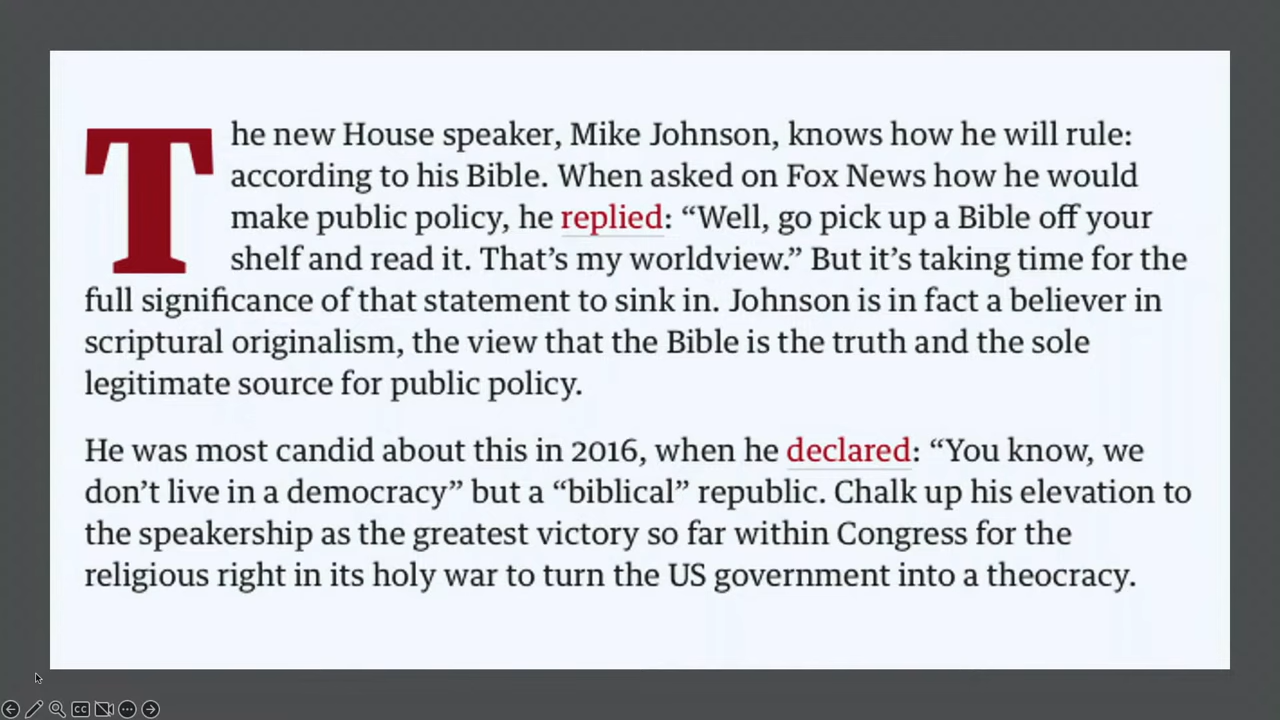 The new House speaker, Mike Johnson, knows how he will rule:
according to his Bible. When asked on Fox News how he would
make public policy, he replied: “Well, go pick up a Bible off your
shelf and read it. That’s my worldview.” But it’s taking time for the
full significance of that statement to sink in. Johnson is in fact a believer in
scriptural originalism, the view that the Bible is the truth and the sole
legitimate source for public policy.
He was most candid about this in 2016, when he declared: “You know, we
don’t live in a democracy” but a “biblical” republic. Chalk up his elevation to
the speakership as the greatest victory so far within Congress for the
religious right in its holy war to turn the US government into a theocracy.
CC